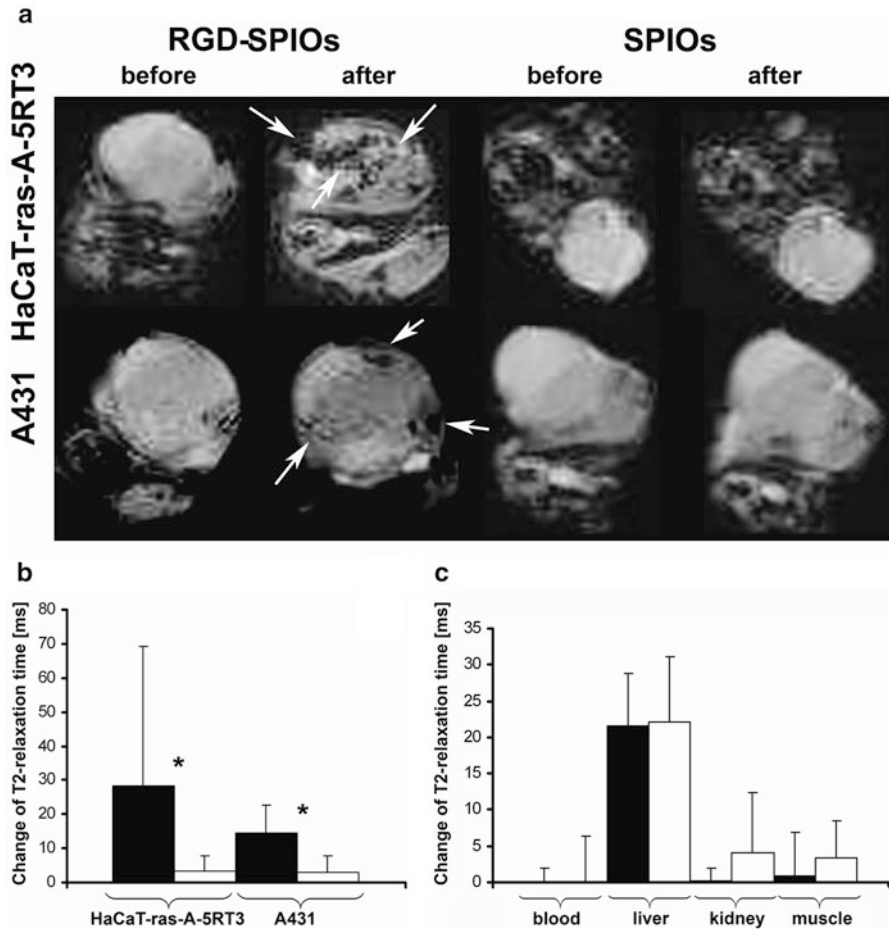 a
RGD-SPIOs SPIOs
before after before after
HaCaT-ras-A-5RT3
A431
b
Change of T2-relaxation time [ms]
80
70
60
50
40
30
20
10
0
* *
HaCaT-ras-A-5RT3 A431
c
Change of T2-relaxation time [ms]
35
30
25
20
15
10
5
0
blood liver kidney muscle